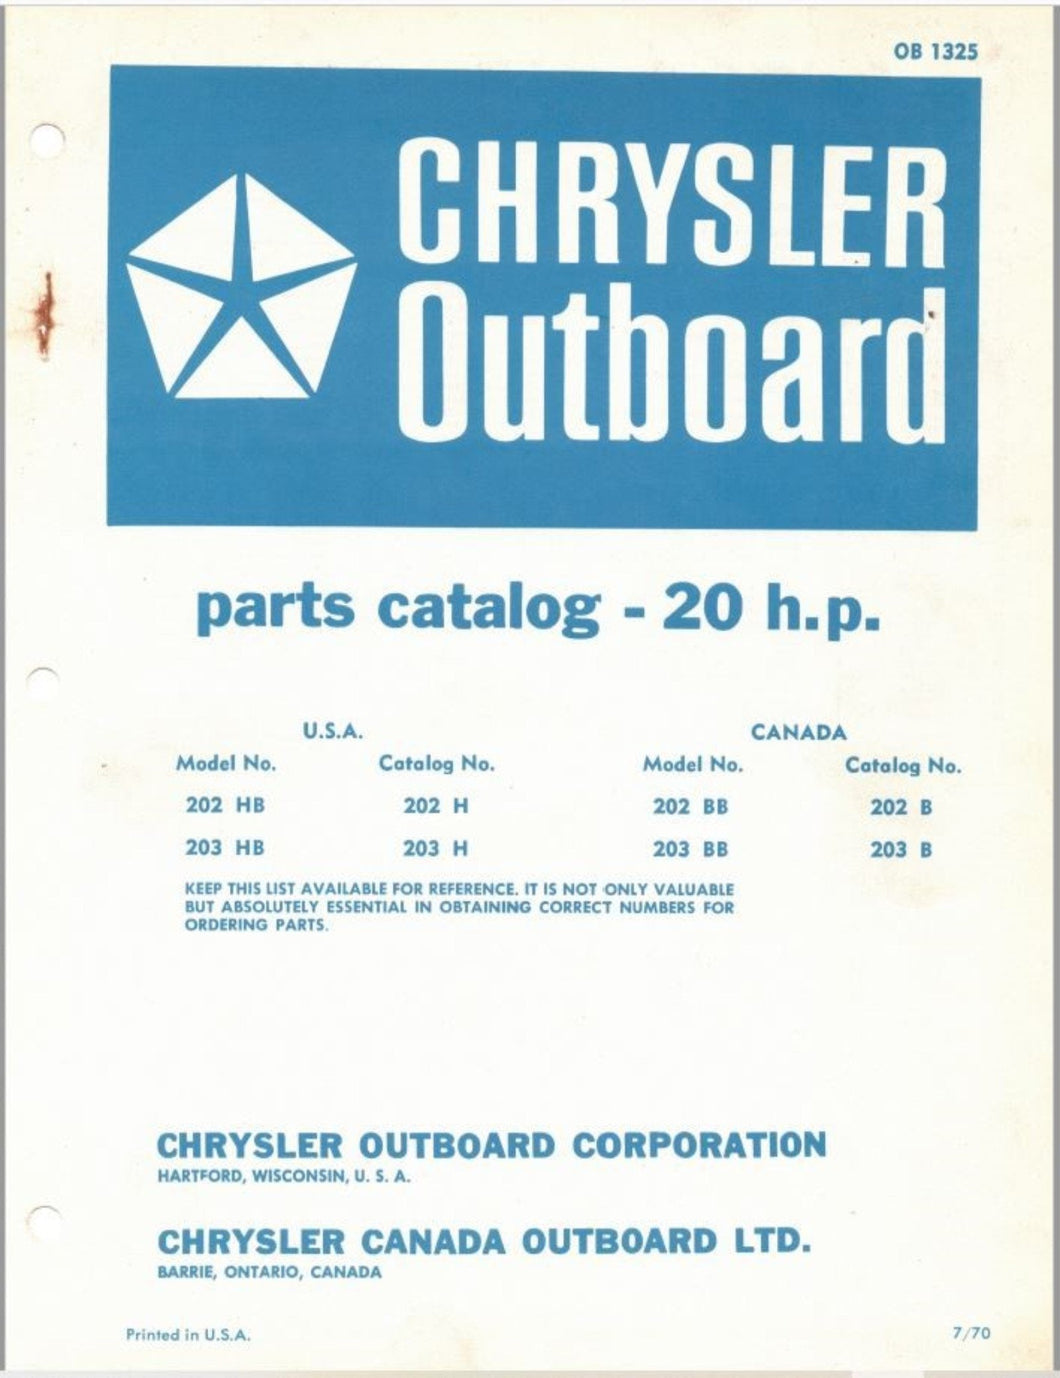 OB 1325
CHRYSLER
Outboard
parts catalog - 20 h.p.
U.S.A. CANADA
Model No. Catalog No. Model No. Catalog No.
202 HB 202 H 202 BB 202 B
203 HB 203 H 203 BB 203 B
KEEP THIS LIST AVAILABLE FOR REFERENCE. IT IS NOT ONLY VALUABLE
BUT ABSOLUTELY ESSENTIAL IN OBTAINING CORRECT NUMBERS FOR
ORDERING PARTS.
CHRYSLER OUTBOARD CORPORATION
HARTFORD, WISCONSIN, U. S. A.
CHRYSLER CANADA OUTBOARD LTD.
BARRIE, ONTARIO, CANADA
Printed in U.S.A. 7/70